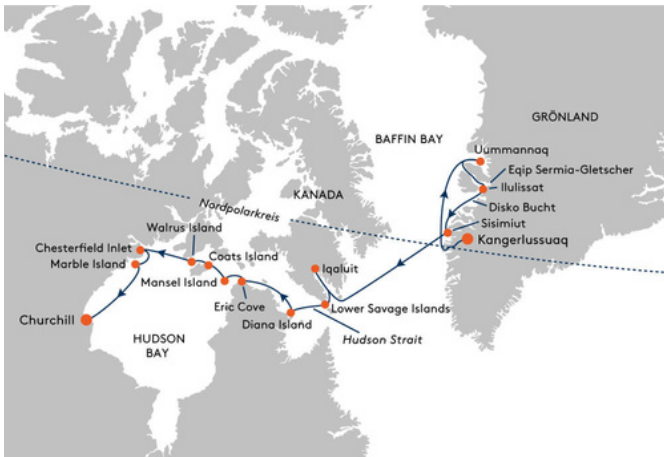 GRÖNLAND
BAFFIN BAY
Uummannaq
Eqip Sermia-Gletscher
Ilulissat
Disko Bucht
Sisimiut
Kangerlussuaq
KANADA
Nordpolarkreis
Walrus Island
Chesterfield Inlet
Coats Island
Marble Island
Iqaluit
Mansel Island
Eric Cove
Lower Savage Islands
Churchill
Diana Island
Hudson Strait
HUDSON
BAY